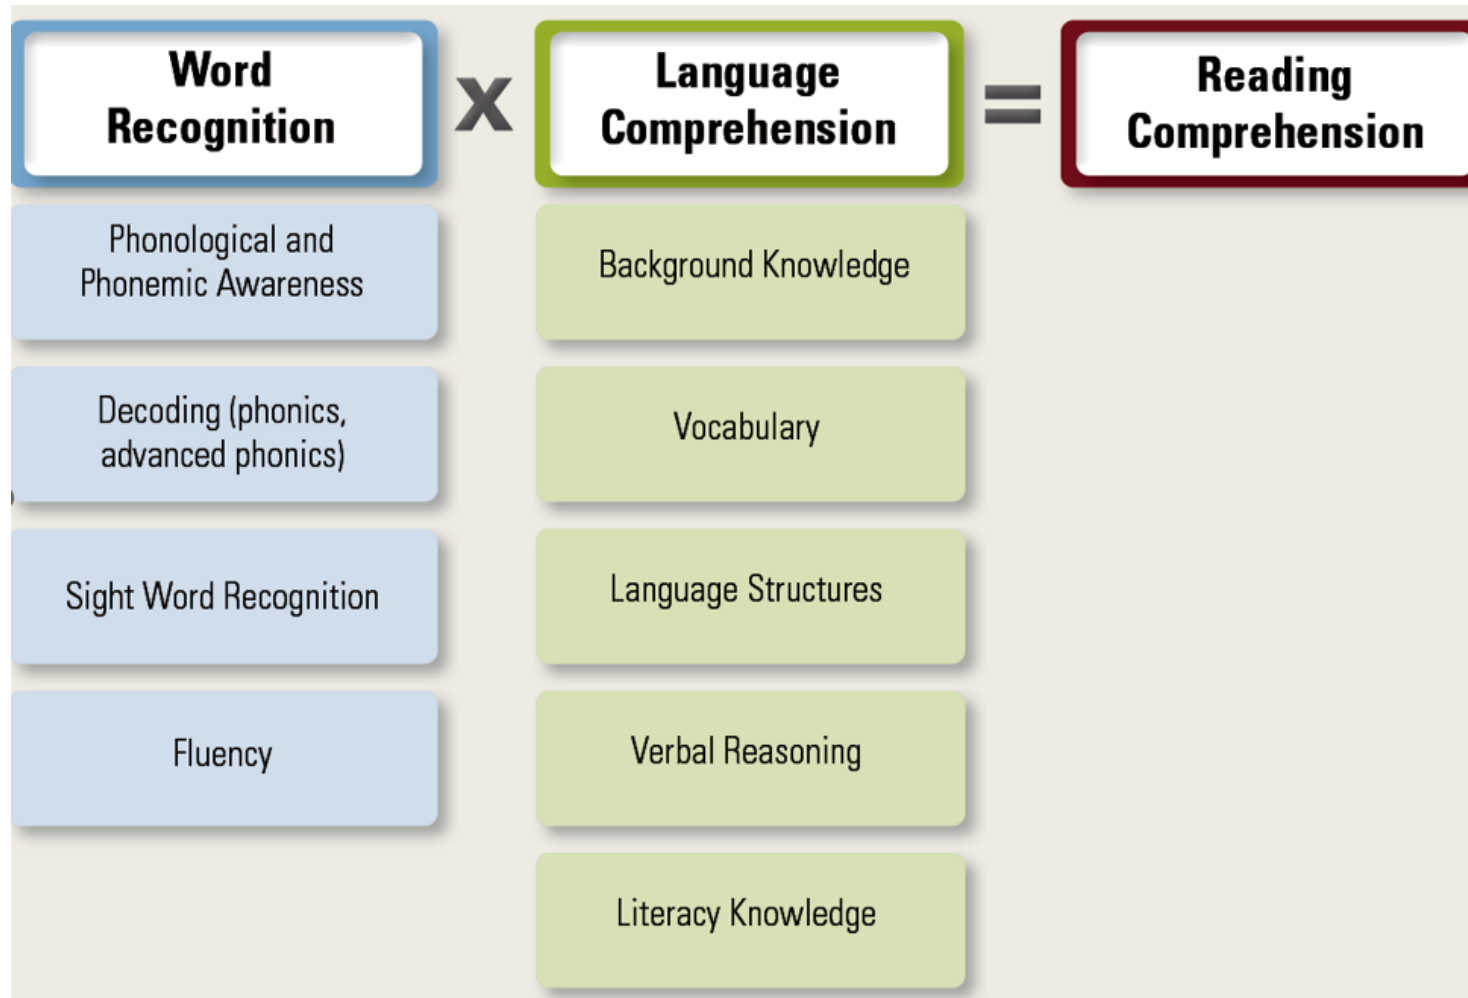 Word
Recognition
x
Language
Comprehension
=
Reading
Comprehension
Phonological and
Phonemic Awareness
Decoding (phonics,
advanced phonics)
Sight Word Recognition
Fluency
Background Knowledge
Vocabulary
Language Structures
Verbal Reasoning
Literacy Knowledge